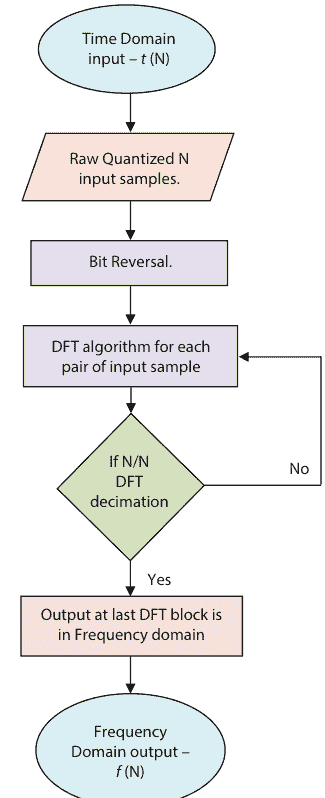 Time Domain
input – t (N)
Raw Quantized N
input samples.
Bit Reversal.
DFT algorithm for each
pair of input sample
If N/N
DFT
decimation
No
Yes
Output at last DFT block is
in Frequency domain
Frequency
Domain output –
f (N)